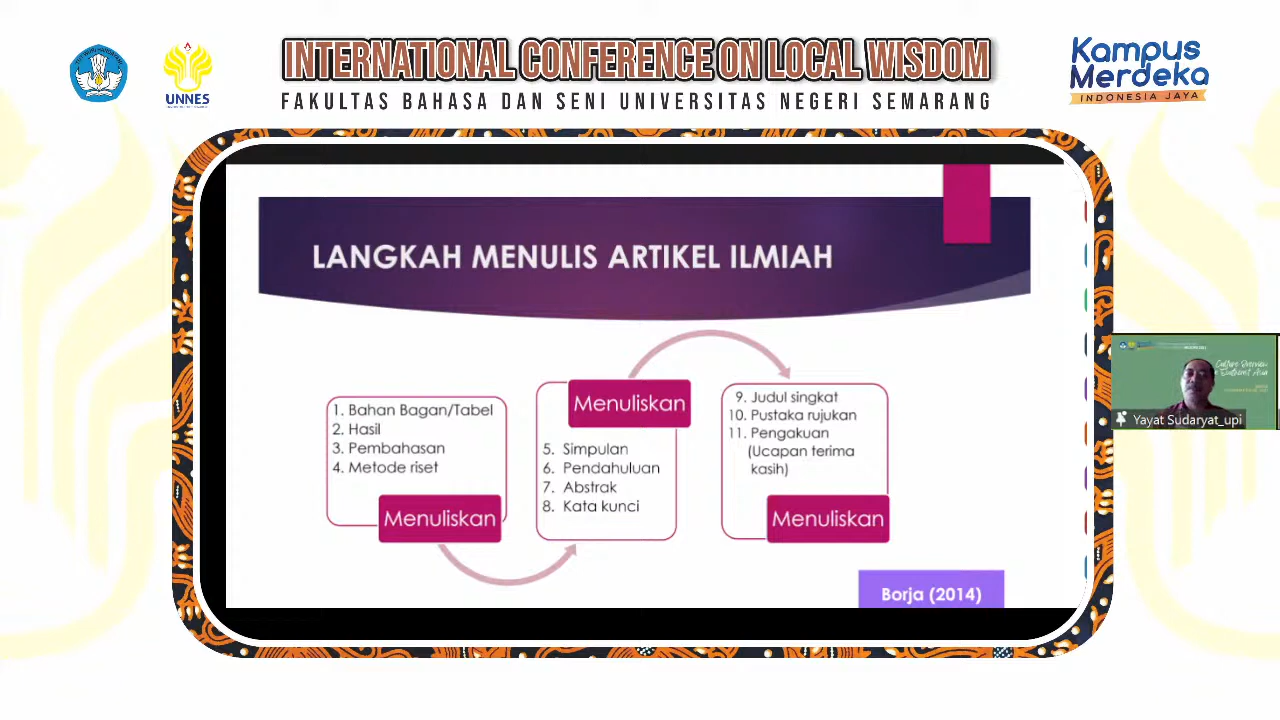 UNNES
INTERNATIONAL CONFERENCE ON LOCAL WISDOM
FAKULTAS BAHASA DAN SENI UNIVERSITAS NEGERI SEMARANG
Kampus
Merdeka
INDONESIA JAYA
LANGKAH MENULIS ARTIKEL ILMIAH
1. Bahan Bagan/Tabel
2. Hasil
3. Pembahasan
4. Metode riset
Menuliskan
Menuliskan
5. Simpulan
6. Pendahuluan
7. Abstrak
8. Kata kunci
9. Judul singkat
10. Pustaka rujukan
11. Pengakuan
(Ucapan terima
kasih)
Menuliskan
Borja (2014)
Culture Between
Yayat Sudaryat_upi